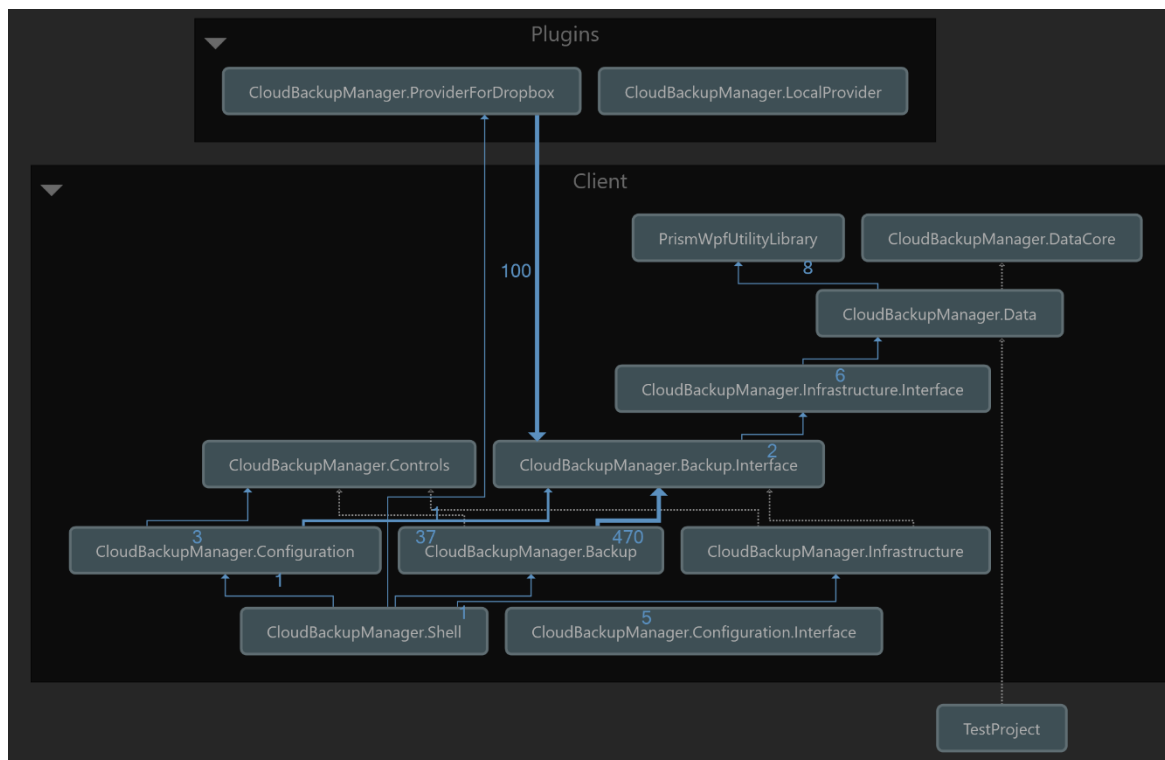 Plugins
CloudBackupManager.ProviderForDropbox
CloudBackupManager.LocalProvider
Client
PrismWpfUtilityLibrary
CloudBackupManager.DataCore
100
8
CloudBackupManager.Data
6
CloudBackupManager.Infrastructure.Interface
2
CloudBackupManager.Controls
CloudBackupManager.Backup.Interface
1
3
37
470
CloudBackupManager.Configuration
CloudBackupManager.Backup
CloudBackupManager.Infrastructure
1
1
5
CloudBackupManager.Shell
CloudBackupManager.Configuration.Interface
TestProject